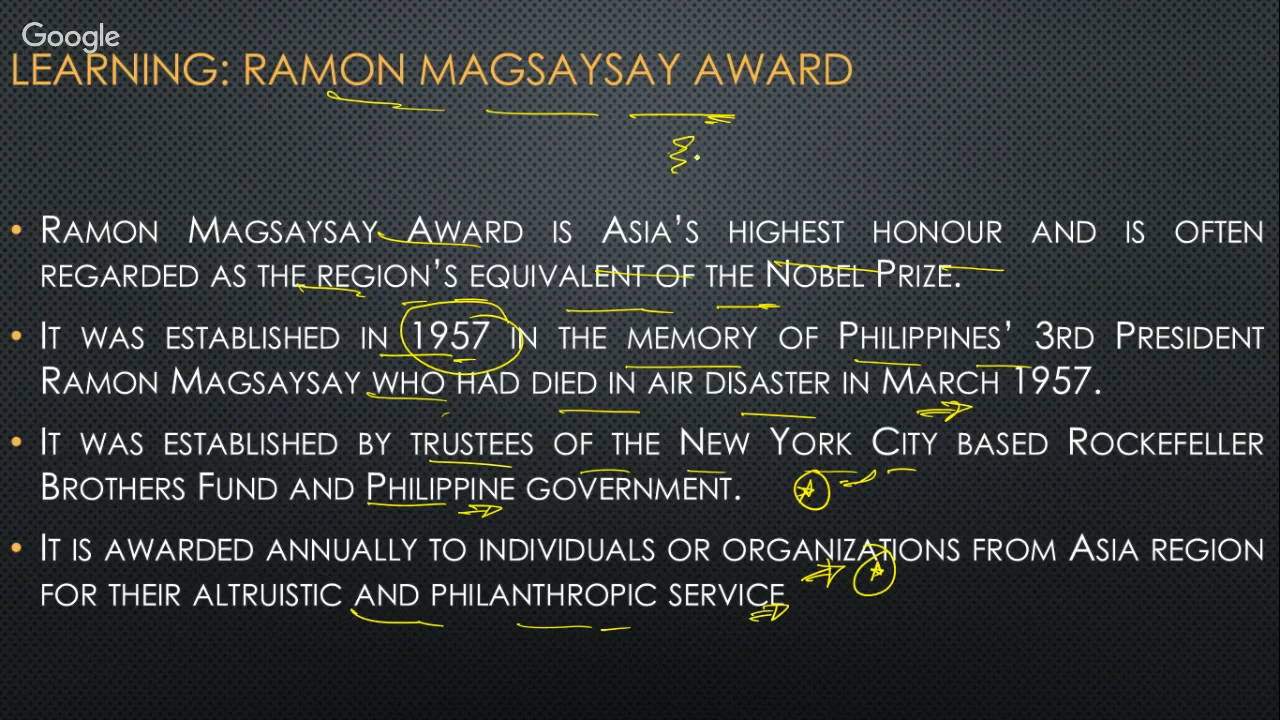 Google
LEARNING: RAMON MAGSAYSAY AWARD
• RAMON MAGSAYSAY AWARD IS ASIA'S HIGHEST HONOUR AND IS OFTEN
REGARDED AS THE REGION'S EQUIVALENT OF THE NOBEL PRIZE.
• IT WAS ESTABLISHED IN 1957 IN THE MEMORY OF PHILIPPINES' 3RD PRESIDENT
RAMON MAGSAYSAY WHO HAD DIED IN AIR DISASTER IN MARCH 1957.
• IT WAS ESTABLISHED BY TRUSTEES OF THE NEW YORK CITY BASED ROCKEFELLER
BROTHERS FUND AND PHILIPPINE GOVERNMENT.
• IT IS AWARDED ANNUALLY TO INDIVIDUALS OR ORGANIZATIONS FROM ASIA REGION
FOR THEIR ALTRUISTIC AND PHILANTHROPIC SERVICE